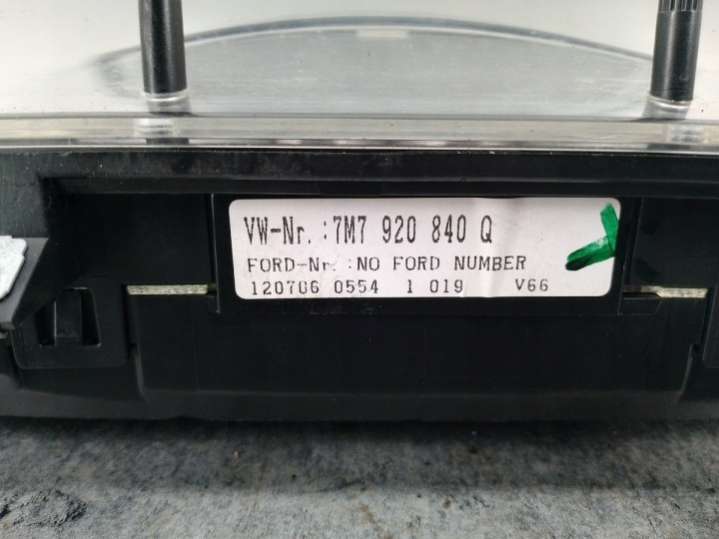 VW-Nr. :7M7 920 840 Q
FORD-Nr. :NO FORD NUMBER
120706 0554 1 019 V66